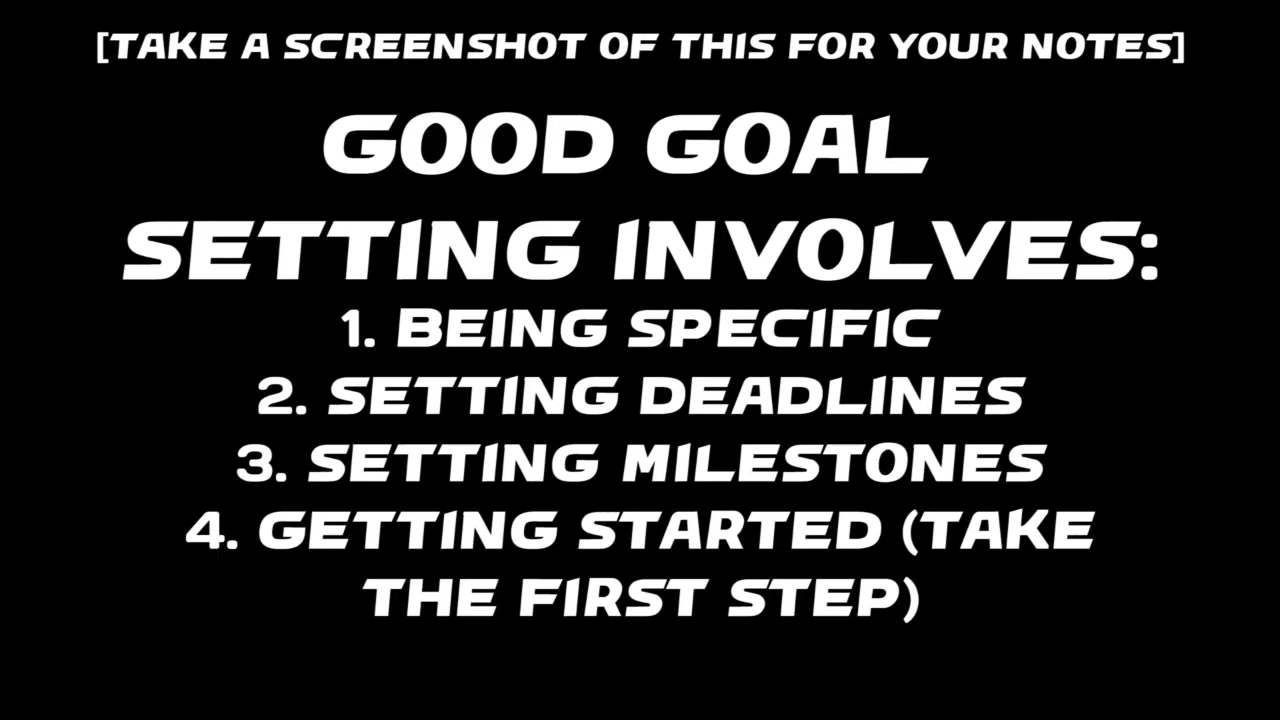 [TAKE A SCREENSHOT OF THIS FOR YOUR NOTES]
GOOD GOAL
SETTING INVOLVES:
1. BEING SPECIFIC
2. SETTING DEADLINES
3. SETTING MILESTONES
4. GETTING STARTED (TAKE
THE FIRST STEP)